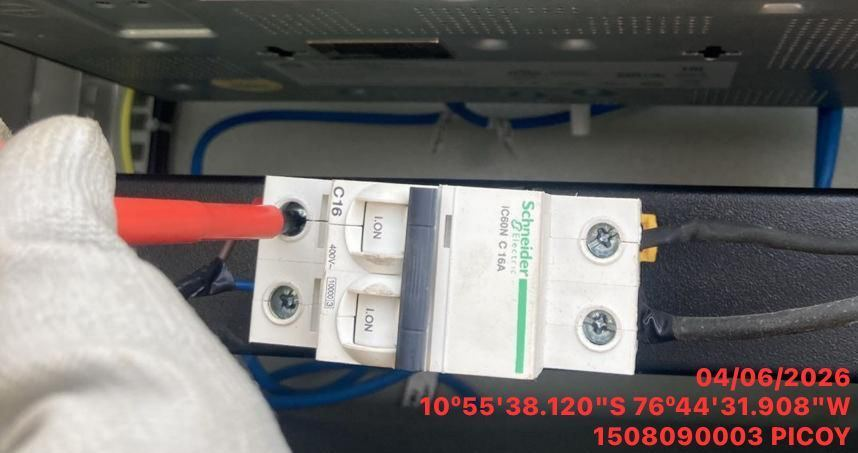 C16
400V~
10000 3
I.ON
I.ON
Schneider
Electric
iC60N C 16A
04/06/2026
10°55'38.120"S 76°44'31.908"W
1508090003 PICOY